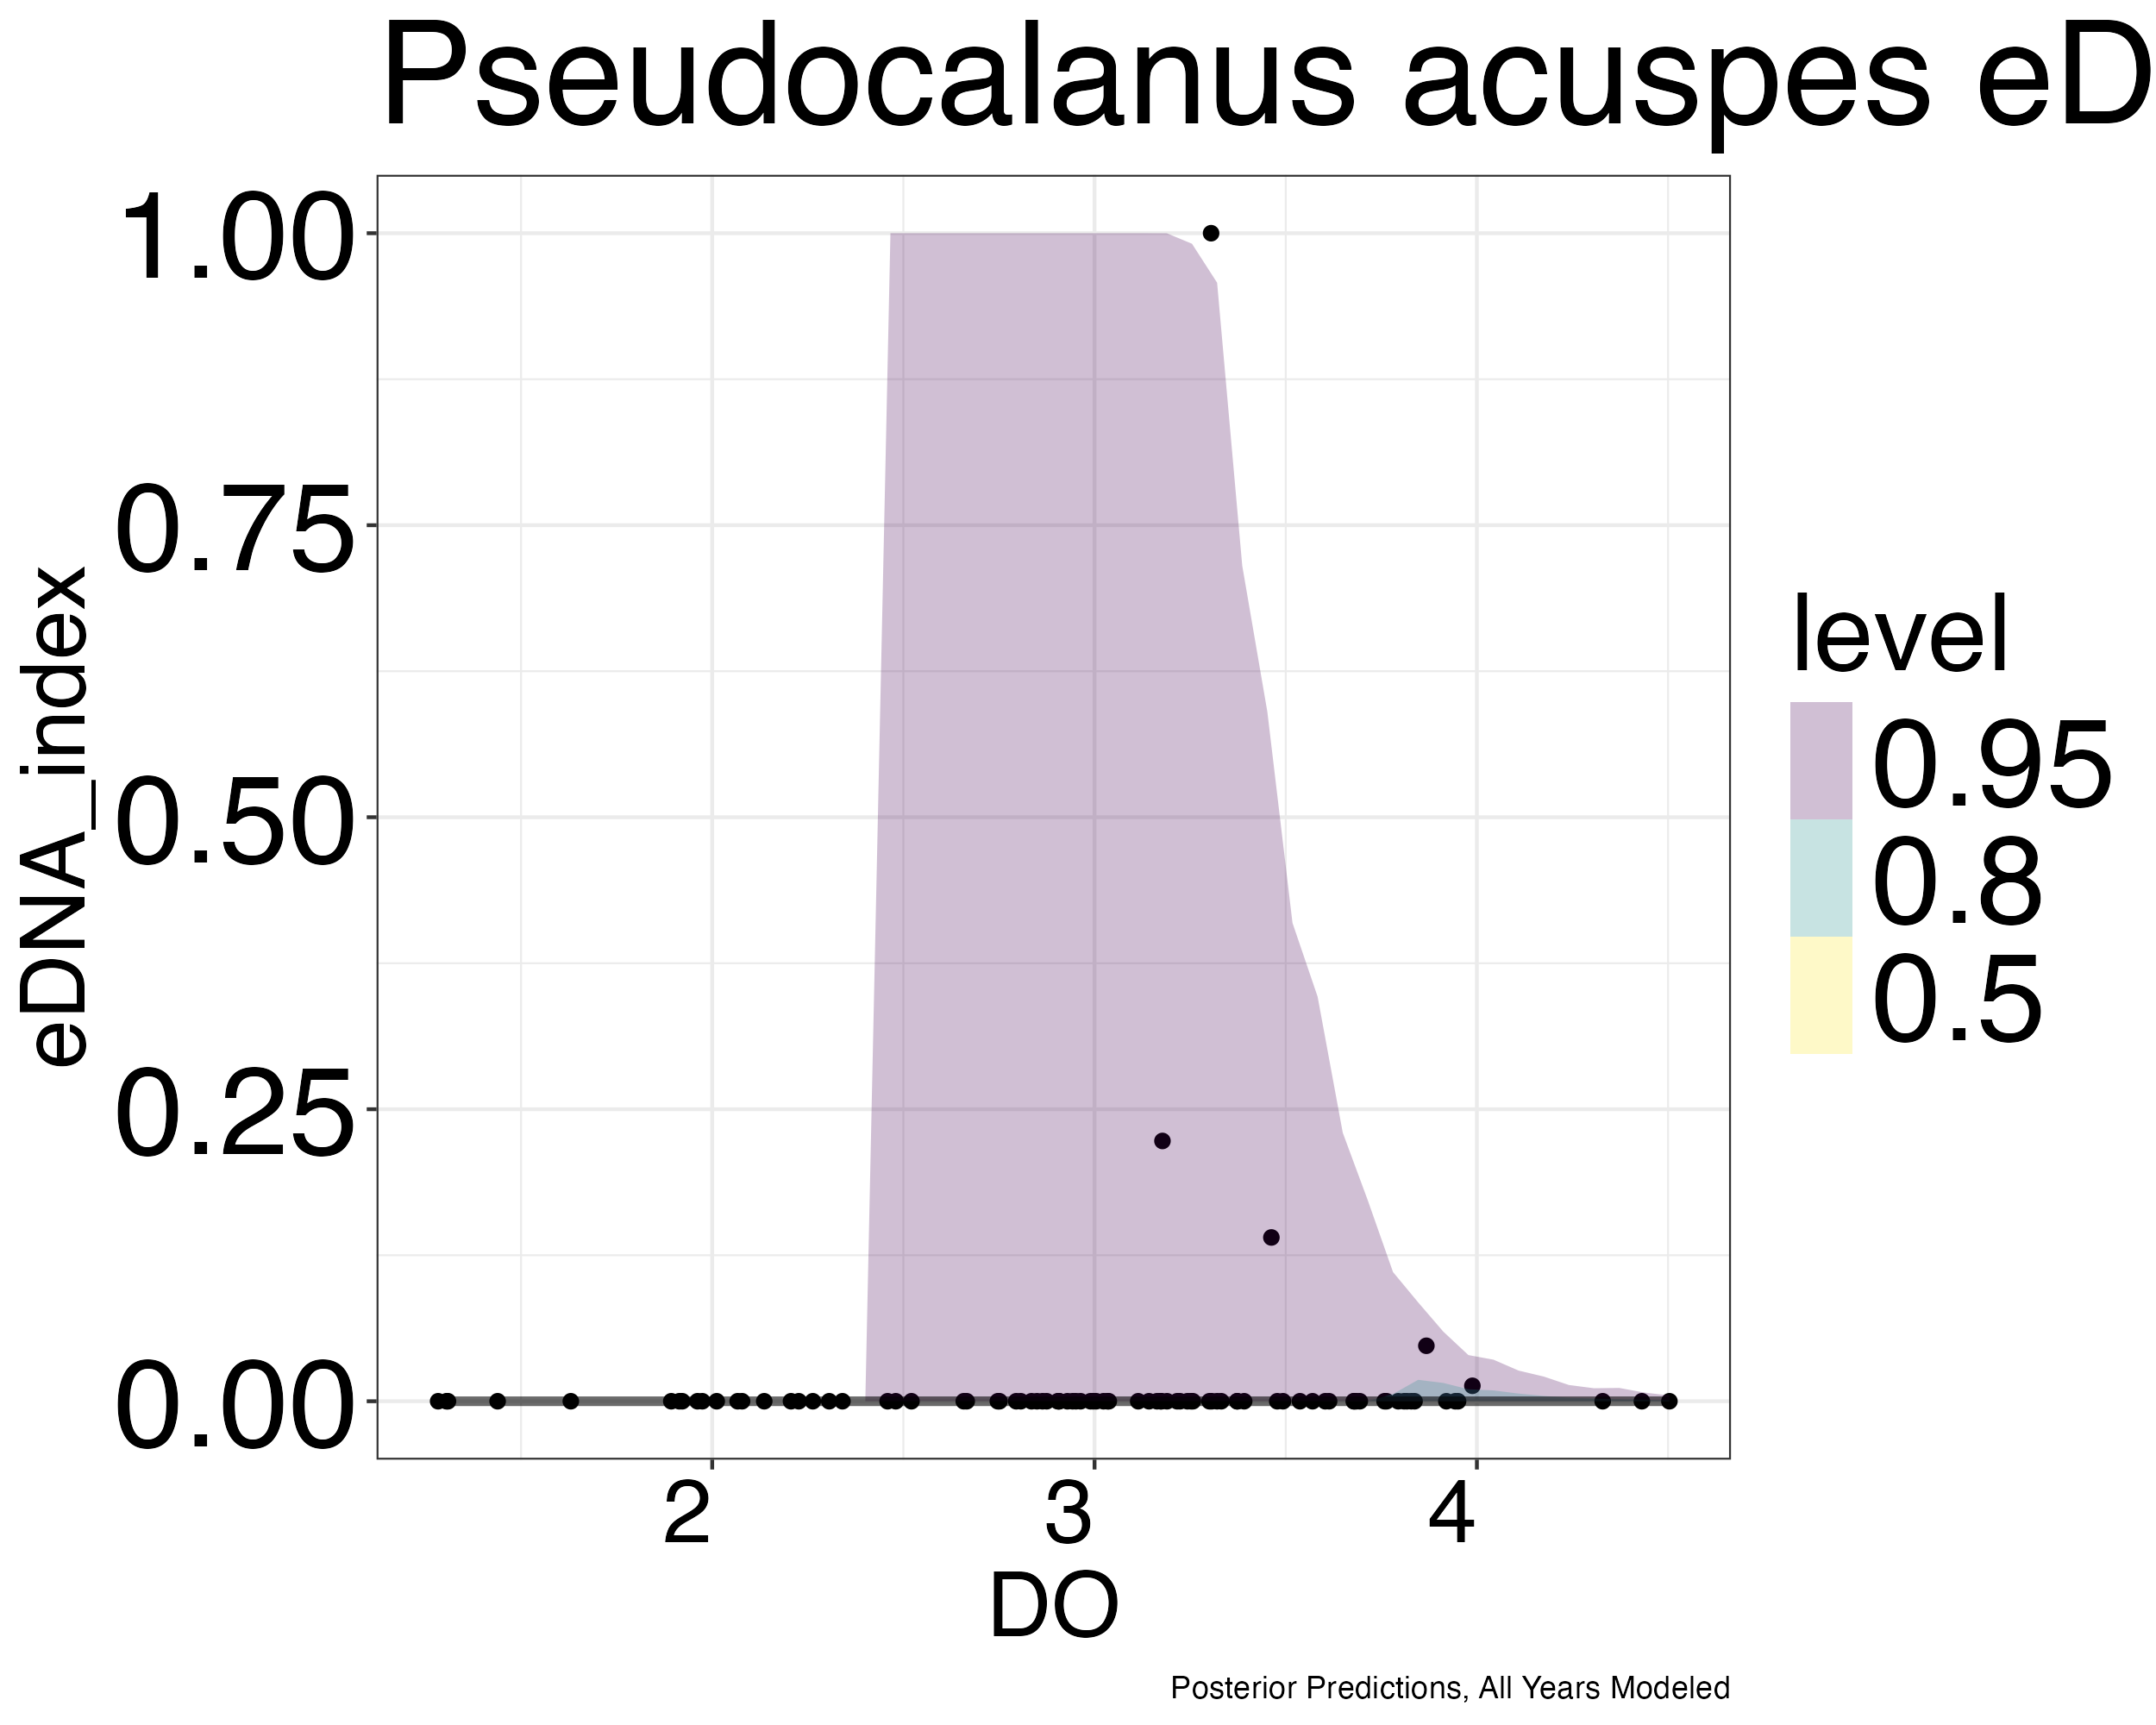 Pseudocalanus acuspes eD
1.00
0.75
0.50
0.25
0.00
eDNA_index
2 3 4
DO
level
0.95
0.8
0.5
Posterior Predictions, All Years Modeled